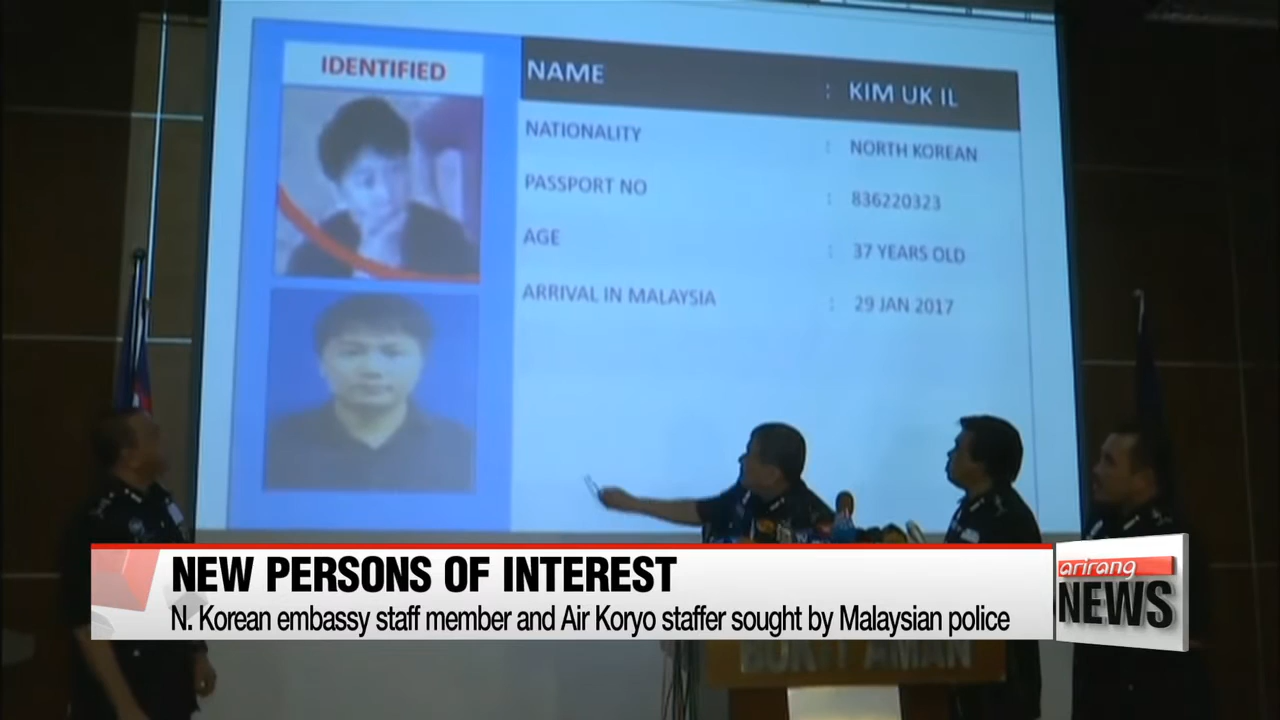 IDENTIFIED
NAME : KIM UK IL
NATIONALITY : NORTH KOREAN
PASSPORT NO : 836220323
AGE : 37 YEARS OLD
ARRIVAL IN MALAYSIA : 29 JAN 2017
NEW PERSONS OF INTEREST
N. Korean embassy staff member and Air Koryo staffer sought by Malaysian police
arirang
NEWS
BUKIT AMAN